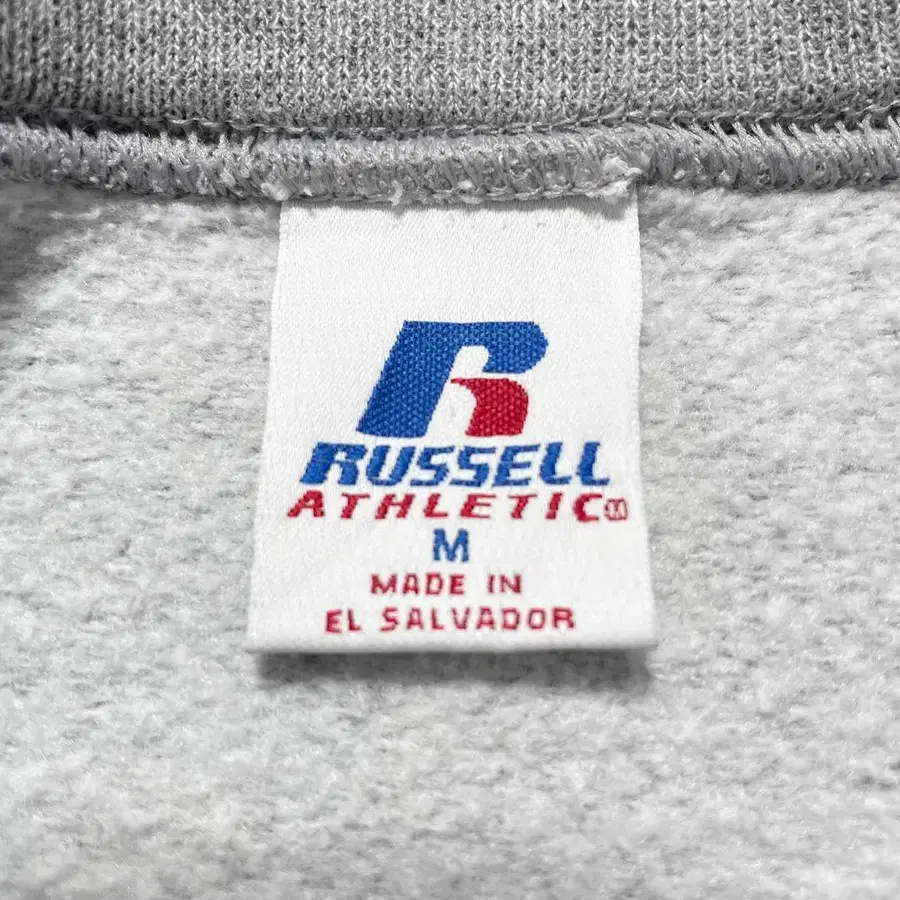 RUSSELL
ATHLETIC
M
MADE IN
EL SALVADOR